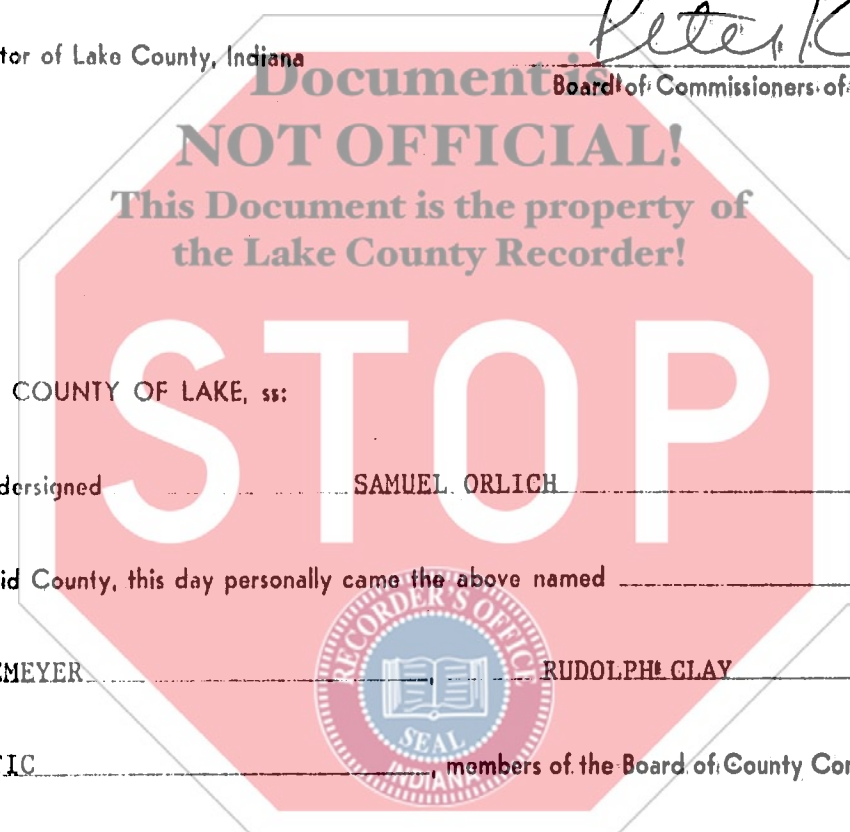 Peter
tor of Lake County, Indiana
Board of Commissioners of
Document is
NOT OFFICIAL!
This Document is the property of
the Lake County Recorder!
STOP
COUNTY OF LAKE, ss:
dersigned SAMUEL ORLICH
id County, this day personally came the above named
EMEYER, RUDOLPH CLAY
TIC, members of the Board of County Con
RECORDER'S OFFICE
SEAL
INDIANA